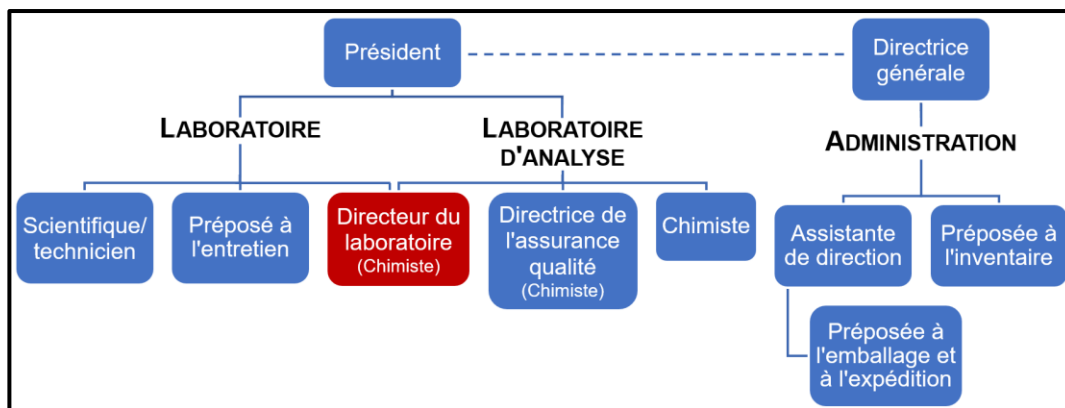 Président
Directrice
générale
LABORATOIRE
LABORATOIRE
D'ANALYSE
ADMINISTRATION
Scientifique/
technicien
Préposé à
l'entretien
Directeur du
laboratoire
(Chimiste)
Directrice de
l'assurance
qualité
(Chimiste)
Chimiste
Assistante
de direction
Préposée à
l'inventaire
Préposée à
l'emballage et
à l'expédition